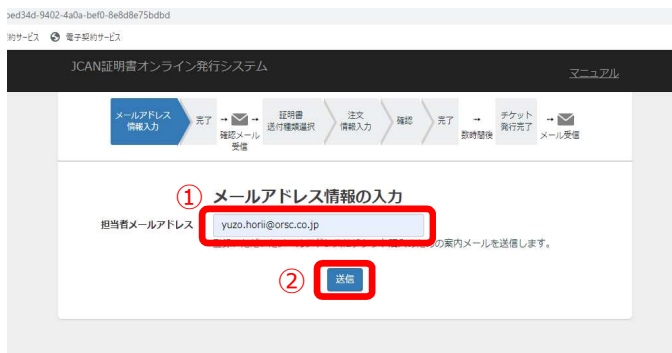 ped34d-9402-4a0a-bef0-8e8d8e75bdbd
約サービス 電子契約サービス
JCAN証明書オンライン発行システム
マニュアル
メールアドレス
情報入力
完了
→ →
確認メール
受信
証明書
送付種類選択
注文
情報入力
確認
完了
→
数時間後
チケット
発行完了
→
メール受信
① メールアドレス情報の入力
担当者メールアドレス yuzo.horii@orsc.co.jp
の案内メールを送信します。
② 送信